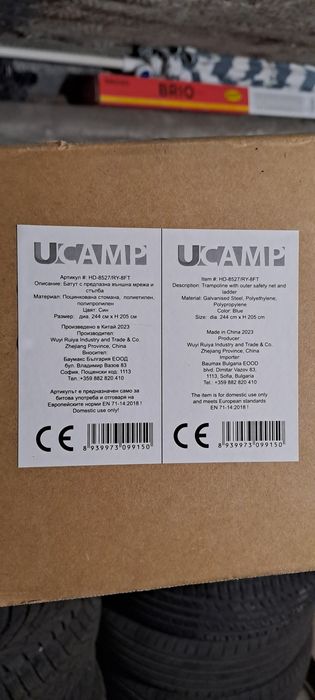 BRIO
UCAMP
Артикул #: HD-8527/RY-8FT
Описание: Батут с предпазна външна мрежа и
стълба
Материал: Поцинкована стомана, полиетилен,
полипропилен
Цвят: Син
Размер: диа. 244 см X H 205 см
Произведено в Китай 2023
Производител:
Wuyi Ruiya Industry and Trade & Co.
Zhejiang Province, China
Вносител:
Баумакс България ЕООД
бул. Владимир Вазов 83
София, Пощенски код: 1113
Тел.:+359 882 820 410
Артикулът е предназначен само за
битова употреба и отговаря на
Европейските норми EN 71-14:2018 !
Domestic use only!
CE
8 939973 099150
UCAMP
Item #: HD-8527/RY-8FT
Description: Trampoline with outer safety net and
ladder
Material: Galvanised Steel, Polyethylene,
Polypropylene
Color: Blue
Size: dia. 244 cm X H 205 cm
Made in China 2023
Producer
Wuyi Ruiya Industry and Trade & Co.
Zhejiang Province, China
Importer:
Baumax Bulgaria EOOD
blvd. Dimitar Vazov 83,
1113, Sofia, Bulgaria
Tel.: +359 882 820 410
The item is for domestic use only
and meets European standards
EN 71-14:2018 !
CE
8 939973 099150